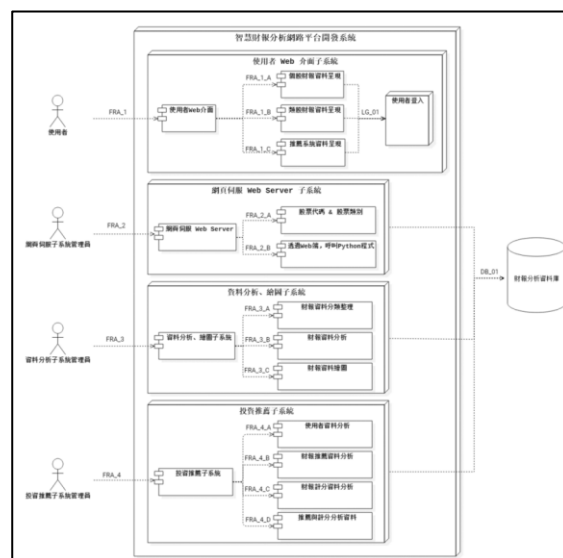 智慧財報分析網路平台開發系統
使用者 Web 介面子系統
FRA_1
使用者Web介面
FRA_1_A
個股財報資料呈現
FRA_1_B
類股財報資料呈現
FRA_1_C
推薦系統資料呈現
LG_01
使用者登入
使用者
網頁伺服 Web Server 子系統
FRA_2
網頁伺服 Web Server
FRA_2_A
股票代碼 & 股票類別
FRA_2_B
透過Web端，呼叫Python程式
網頁伺服子系統管理員
DB_01
財報分析資料庫
資料分析、繪圖子系統
FRA_3
資料分析、繪圖子系統
FRA_3_A
財報資料分類整理
FRA_3_B
財報資料分析
FRA_3_C
財報資料繪圖
資料分析子系統管理員
投資推薦子系統
FRA_4
投資推薦子系統
FRA_4_A
使用者資料分析
FRA_4_B
財報推薦資料分析
FRA_4_C
財報計分資料分析
FRA_4_D
推薦與計分分析資料
投資推薦子系統管理員